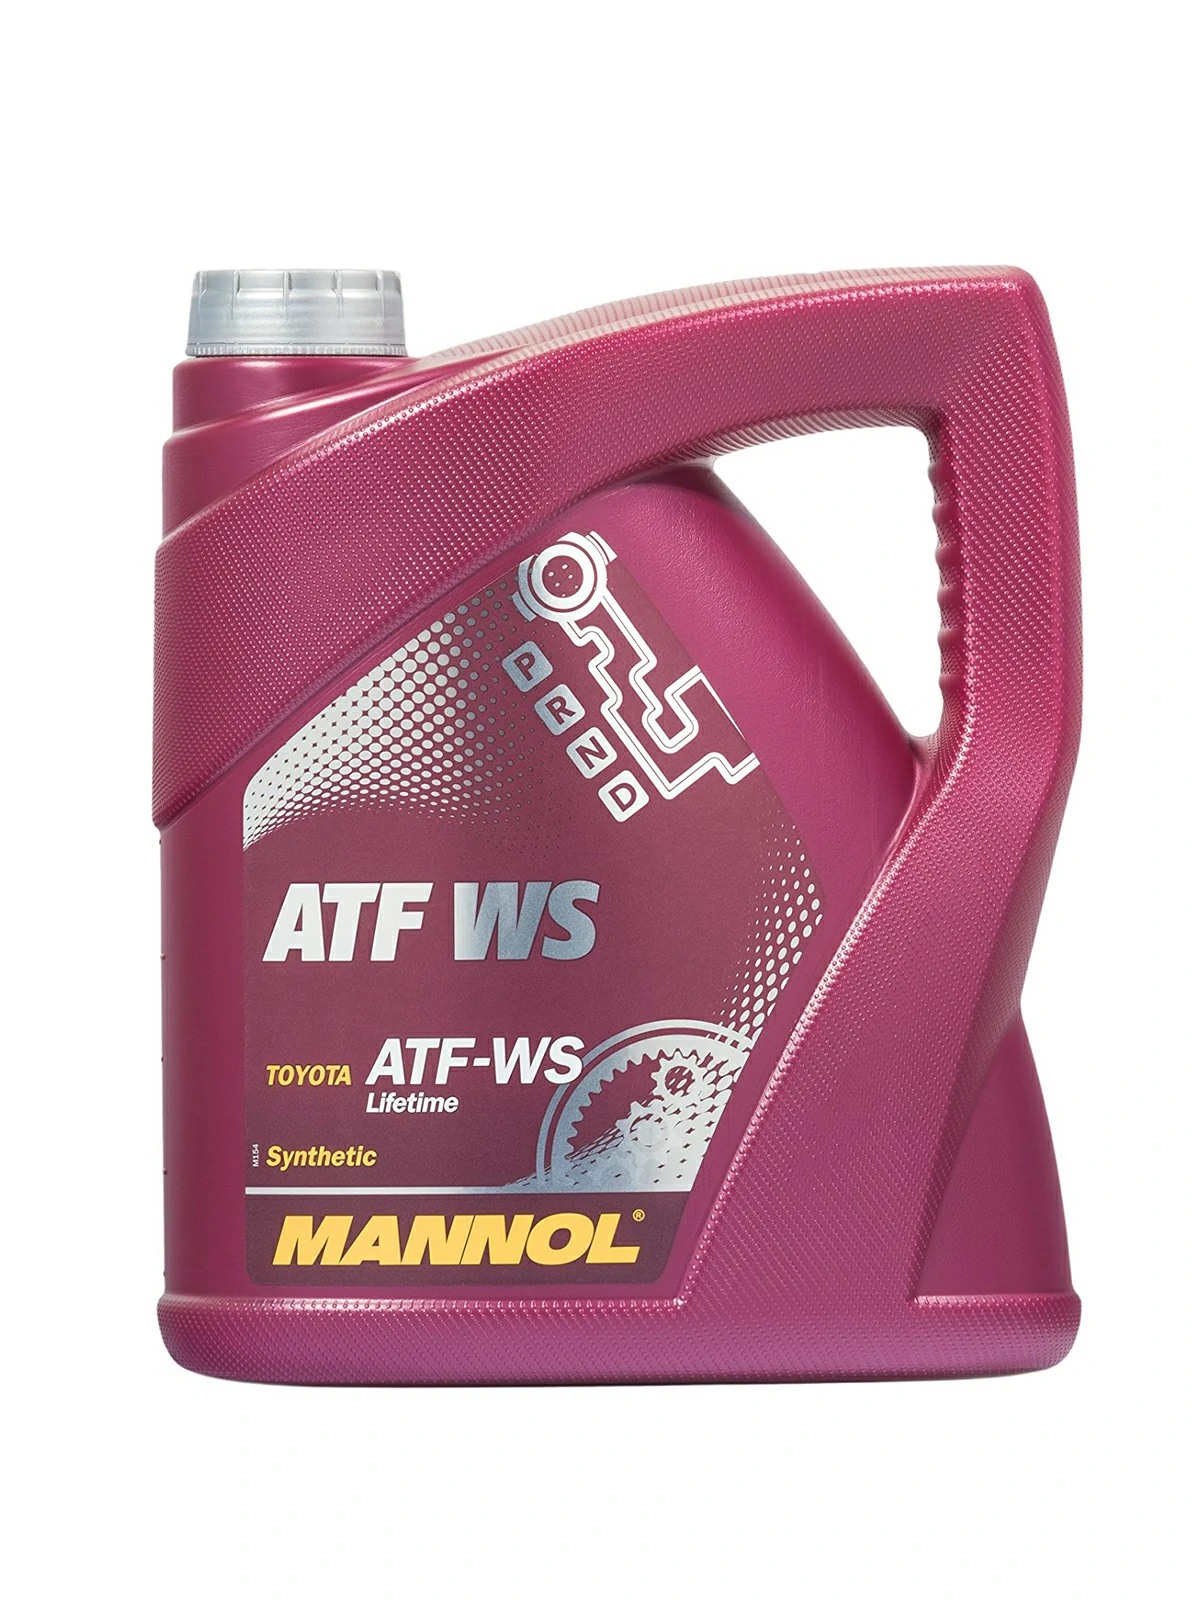 P
R
N
D
ATF WS
TOYOTA ATF-WS
Lifetime
M154
Synthetic
MANNOL®